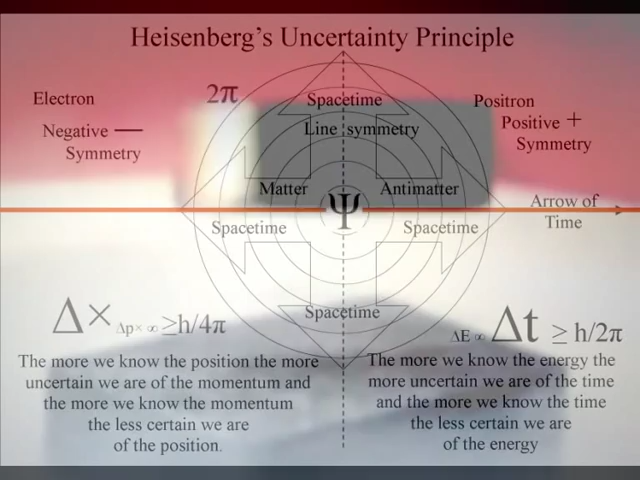 Heisenberg's Uncertainty Principle
Electron
Negative —
Symmetry
2π
Positron
Positive +
Symmetry
Spacetime
Line symmetry
Matter
Antimatter
Ψ
Arrow of
Time
Spacetime
Spacetime
Spacetime
Δ× Δp× ∞ ≥h/4π
ΔE ∞ Δt ≥ h/2π
The more we know the position the more
uncertain we are of the momentum and
the more we know the momentum
the less certain we are
of the position.
The more we know the energy the
more uncertain we are of the time
and the more we know the time
the less certain we are
of the energy